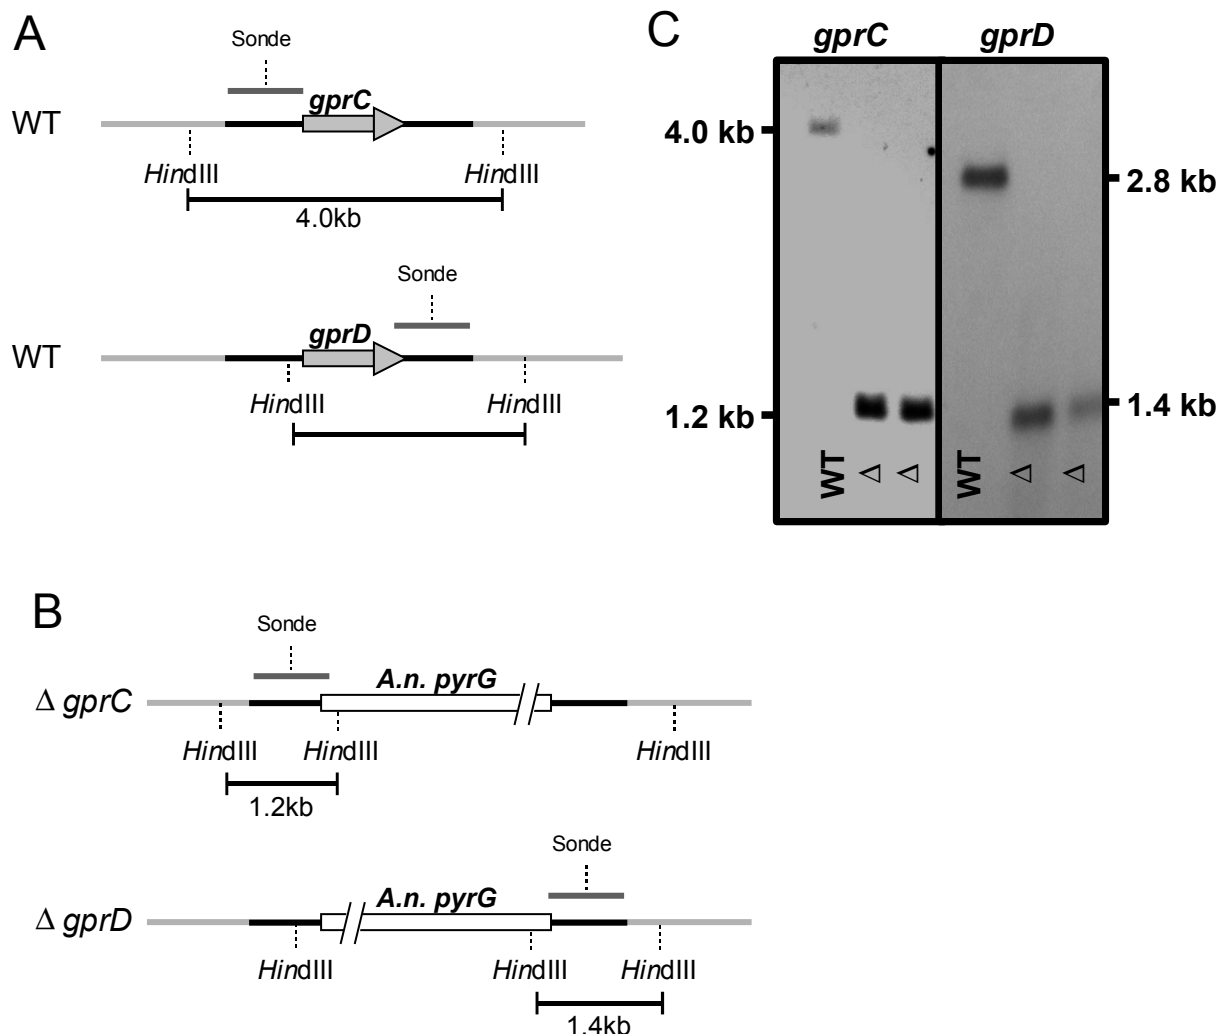 A
Sonde
gprC
WT
HindIII HindIII
4.0kb
Sonde
gprD
WT
HindIII HindIII
B
Sonde
A.n. pyrG
Δ gprC
HindIII HindIII HindIII
1.2kb
Sonde
A.n. pyrG
Δ gprD
HindIII HindIII HindIII
1.4kb
C
gprC gprD
4.0 kb
2.8 kb
1.4 kb
1.2 kb
WT Δ Δ WT Δ Δ